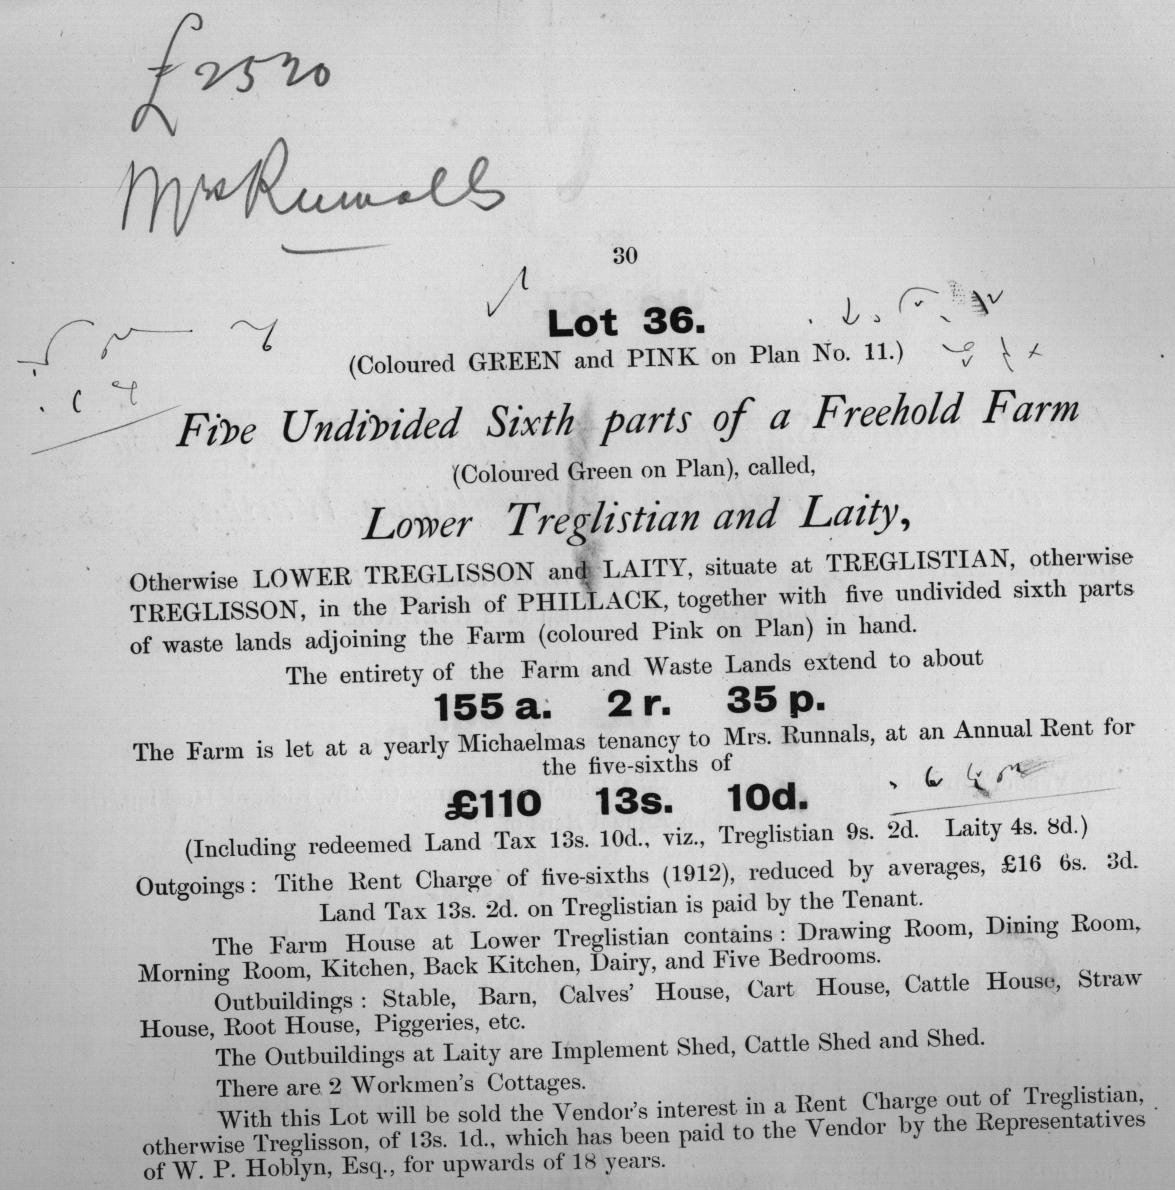 £2520
Mrs Runnalls
30
Lot 36.
(Coloured GREEN and PINK on Plan No. 11.)
Five Undivided Sixth parts of a Freehold Farm
(Coloured Green on Plan), called,
Lower Treglistian and Laity,
Otherwise LOWER TREGLISSON and LAITY, situate at TREGLISTIAN, otherwise
TREGLISSON, in the Parish of PHILLACK, together with five undivided sixth parts
of waste lands adjoining the Farm (coloured Pink on Plan) in hand.
The entirety of the Farm and Waste Lands extend to about
155 a. 2 r. 35 p.
The Farm is let at a yearly Michaelmas tenancy to Mrs. Runnals, at an Annual Rent for
the five-sixths of
£110 13s. 10d.
(Including redeemed Land Tax 13s. 10d., viz., Treglistian 9s. 2d. Laity 4s. 8d.)
Outgoings: Tithe Rent Charge of five-sixths (1912), reduced by averages, £16 6s. 3d.
Land Tax 13s. 2d. on Treglistian is paid by the Tenant.
The Farm House at Lower Treglistian contains: Drawing Room, Dining Room,
Morning Room, Kitchen, Back Kitchen, Dairy, and Five Bedrooms.
Outbuildings: Stable, Barn, Calves' House, Cart House, Cattle House, Straw
House, Root House, Piggeries, etc.
The Outbuildings at Laity are Implement Shed, Cattle Shed and Shed.
There are 2 Workmen's Cottages.
With this Lot will be sold the Vendor's interest in a Rent Charge out of Treglistian,
otherwise Treglisson, of 13s. 1d., which has been paid to the Vendor by the Representatives
of W. P. Hoblyn, Esq., for upwards of 18 years.